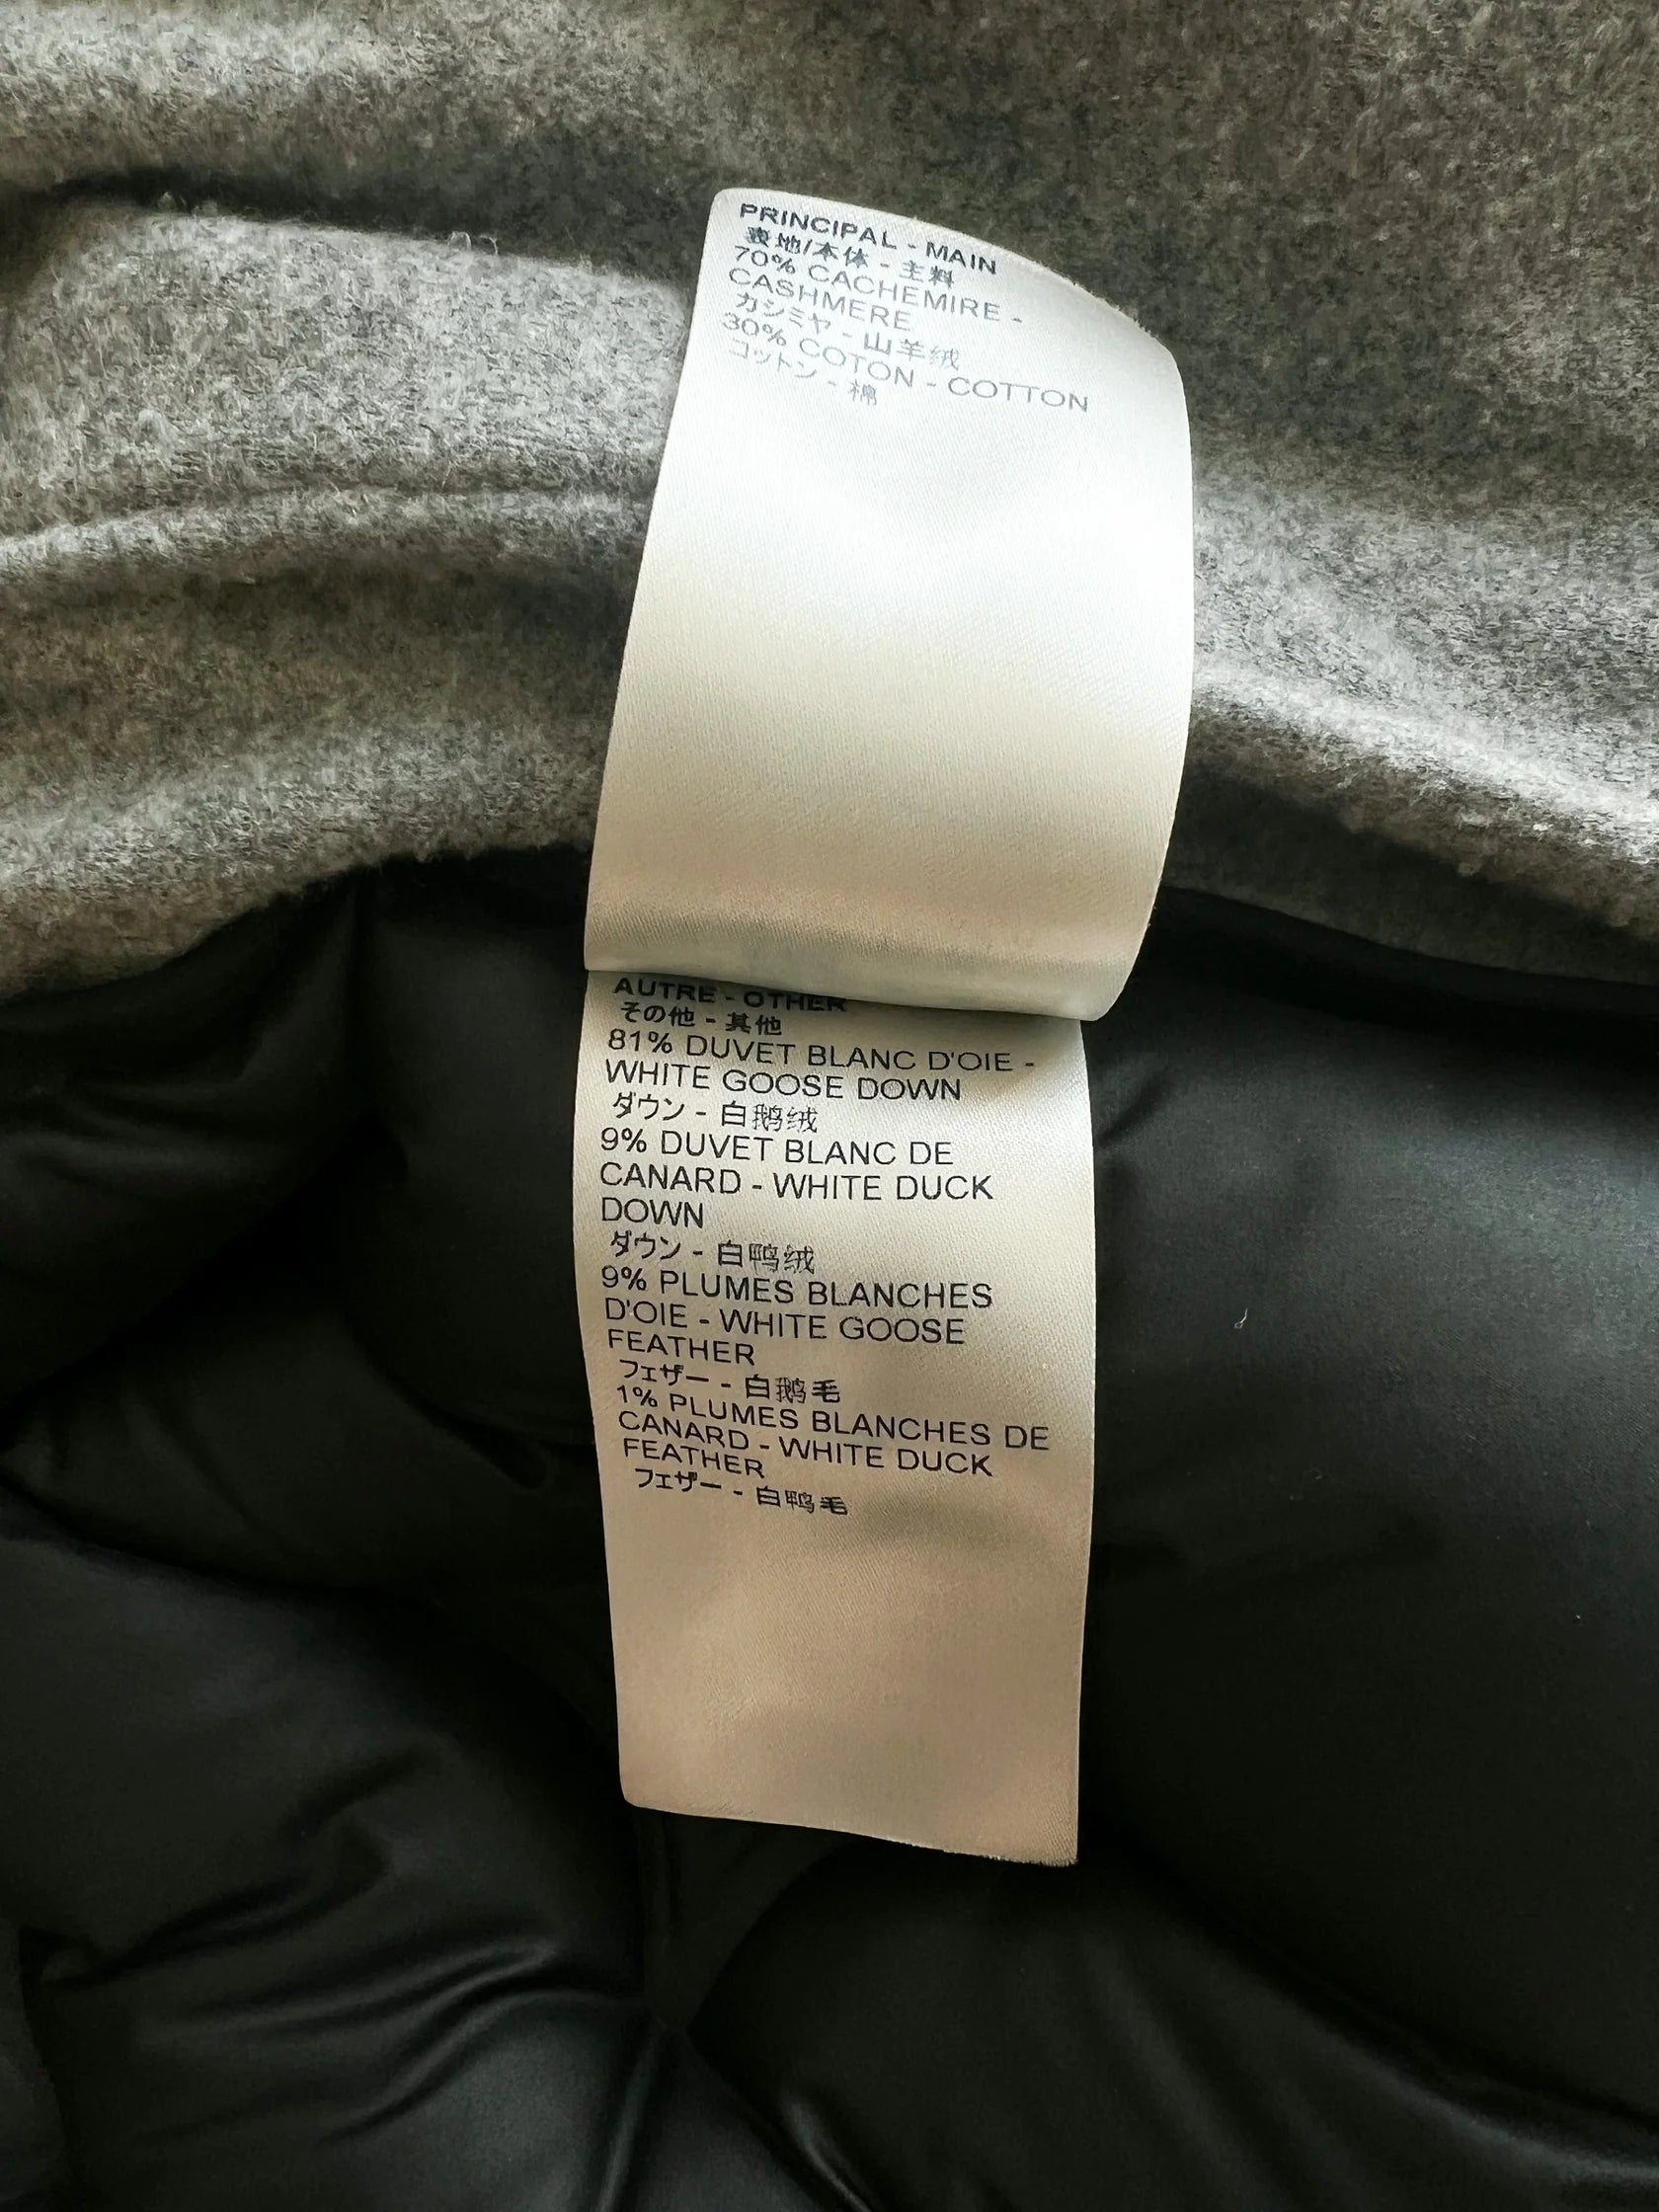 PRINCIPAL - MAIN
表地/本体 - 主料
70% CACHEMIRE -
CASHMERE
カシミヤ - 山羊绒
30% COTON - COTTON
コットン - 棉
AUTRE - OTHER
その他 - 其他
81% DUVET BLANC D'OIE -
WHITE GOOSE DOWN
ダウン - 白鹅绒
9% DUVET BLANC DE
CANARD - WHITE DUCK
DOWN
ダウン - 白鸭绒
9% PLUMES BLANCHES
D'OIE - WHITE GOOSE
FEATHER
フェザー - 白鹅毛
1% PLUMES BLANCHES DE
CANARD - WHITE DUCK
FEATHER
フェザー - 白鸭毛